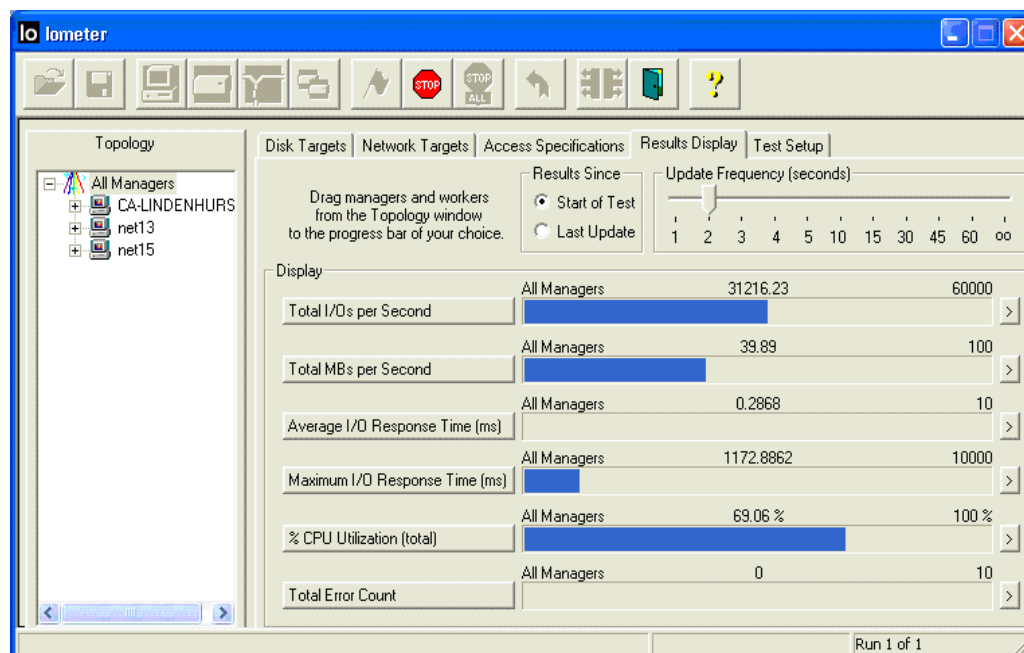 Io Iometer
STOP
STOP ALL
?
Topology
All Managers
CA-LINDENHURS
net13
net15
Disk Targets
Network Targets
Access Specifications
Results Display
Test Setup
Drag managers and workers
from the Topology window
to the progress bar of your choice.
Results Since
Start of Test
Last Update
Update Frequency (seconds)
1 2 3 4 5 10 15 30 45 60 oo
Display
Total I/Os per Second
All Managers 31216.23 60000
>
Total MBs per Second
All Managers 39.89 100
>
Average I/O Response Time (ms)
All Managers 0.2868 10
>
Maximum I/O Response Time (ms)
All Managers 1172.8862 10000
>
% CPU Utilization (total)
All Managers 69.06 % 100 %
>
Total Error Count
All Managers 0 10
>
Run 1 of 1